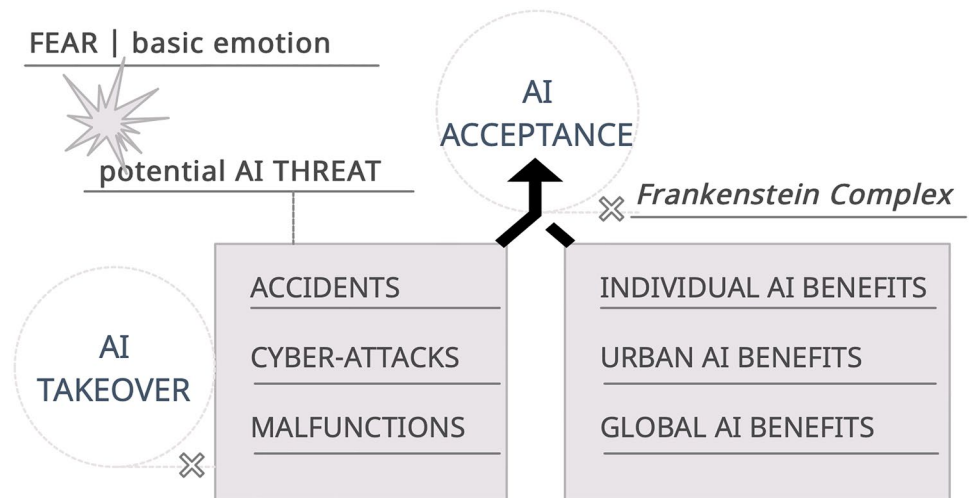 FEAR | basic emotion
AI
ACCEPTANCE
potential AI THREAT
Frankenstein Complex
AI
TAKEOVER
ACCIDENTS
CYBER-ATTACKS
MALFUNCTIONS
INDIVIDUAL AI BENEFITS
URBAN AI BENEFITS
GLOBAL AI BENEFITS